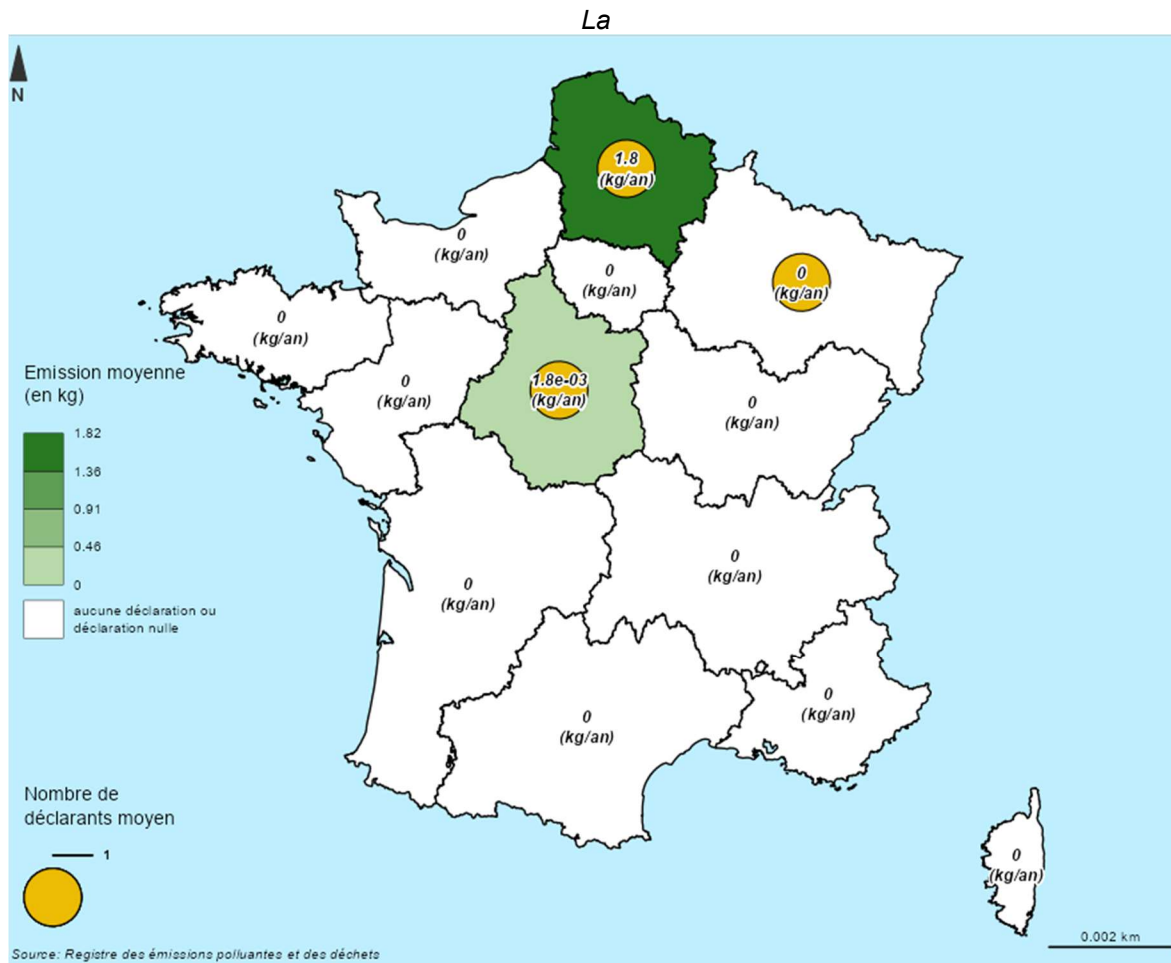 La
N
1.8
(kg/an)
0
(kg/an)
0
(kg/an)
0
(kg/an)
0
(kg/an)
Emission moyenne
(en kg)
1.82
1.36
0.91
0.46
0
aucune déclaration ou
déclaration nulle
0
(kg/an)
1.8e-03
(kg/an)
0
(kg/an)
0
(kg/an)
0
(kg/an)
0
(kg/an)
0
(kg/an)
Nombre de
déclarants moyen
1
0
(kg/an)
0.002 km
Source: Registre des émissions polluantes et des déchets